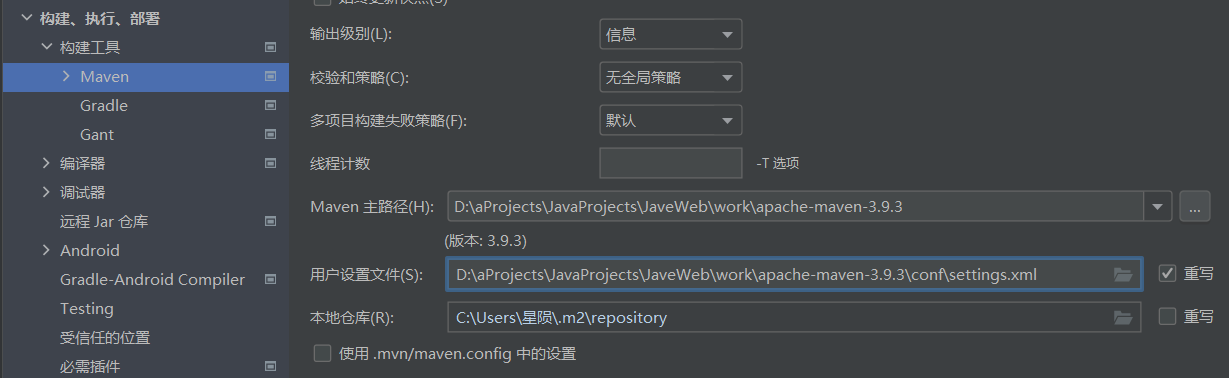 构建、执行、部署
构建工具
Maven
Gradle
Gant
编译器
调试器
远程 Jar 仓库
Android
Gradle-Android Compiler
Testing
受信任的位置
必需插件
始终更新快照(S)
输出级别(L): 信息
校验和策略(C): 无全局策略
多项目构建失败策略(F): 默认
线程计数 -T 选项
Maven 主路径(H): D:\aProjects\JavaProjects\JaveWeb\work\apache-maven-3.9.3 ...
(版本: 3.9.3)
用户设置文件(S): D:\aProjects\JavaProjects\JaveWeb\work\apache-maven-3.9.3\conf\settings.xml 重写
本地仓库(R): C:\Users\星陨\.m2\repository 重写
使用 .mvn/maven.config 中的设置